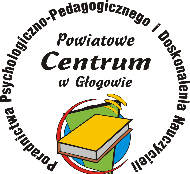 Poradnictwa Psychologiczno-Pedagogicznego i Doskonalenia Nauczycieli
Powiatowe
Centrum
w Głogowie